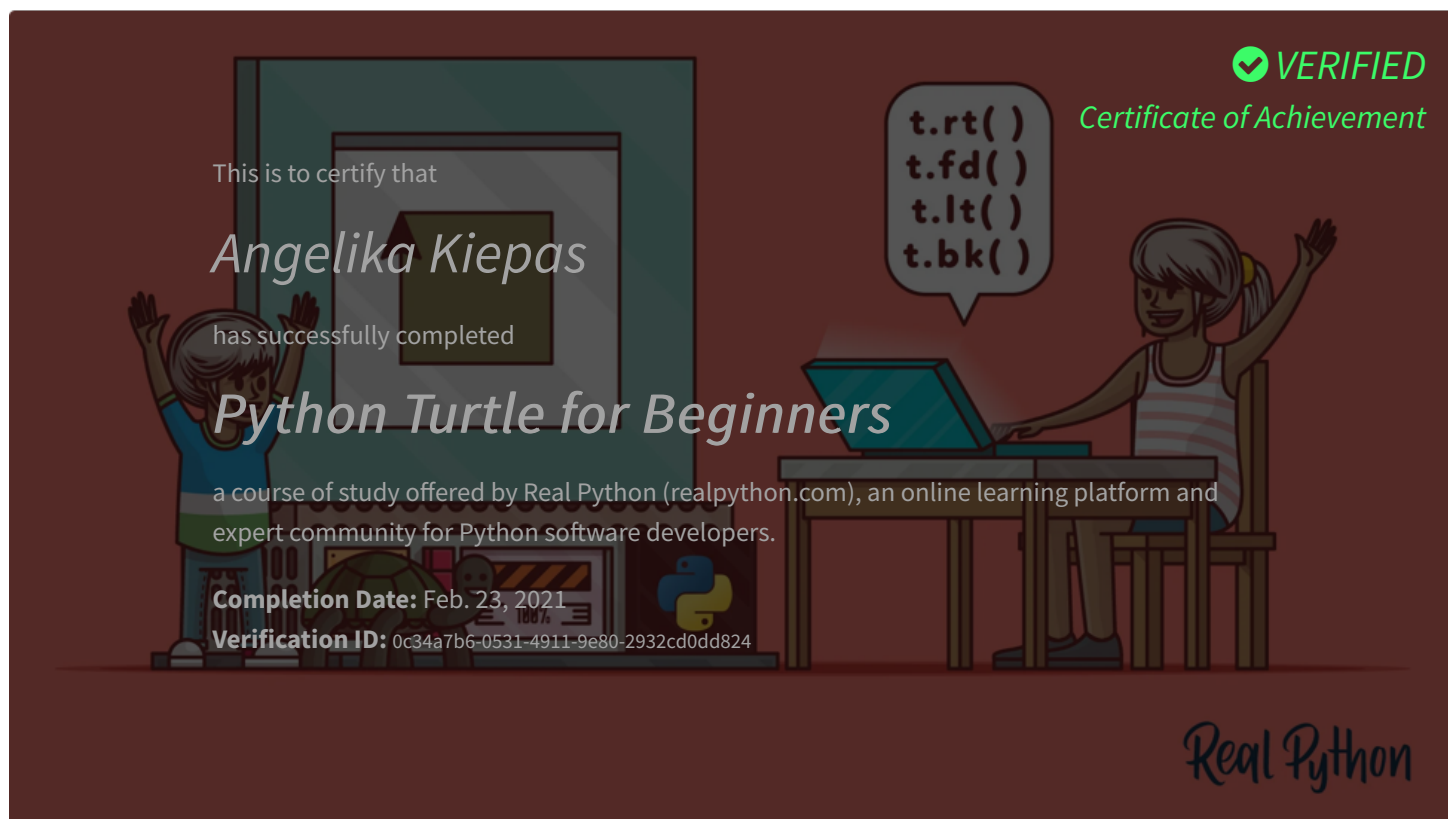 VERIFIED
Certificate of Achievement
t.rt( )
t.fd( )
t.lt( )
t.bk( )
This is to certify that
Angelika Kiepas
has successfully completed
Python Turtle for Beginners
a course of study offered by Real Python (realpython.com), an online learning platform and
expert community for Python software developers.
100%
Completion Date: Feb. 23, 2021
Verification ID: 0c34a7b6-0531-4911-9e80-2932cd0dd824
Real Python